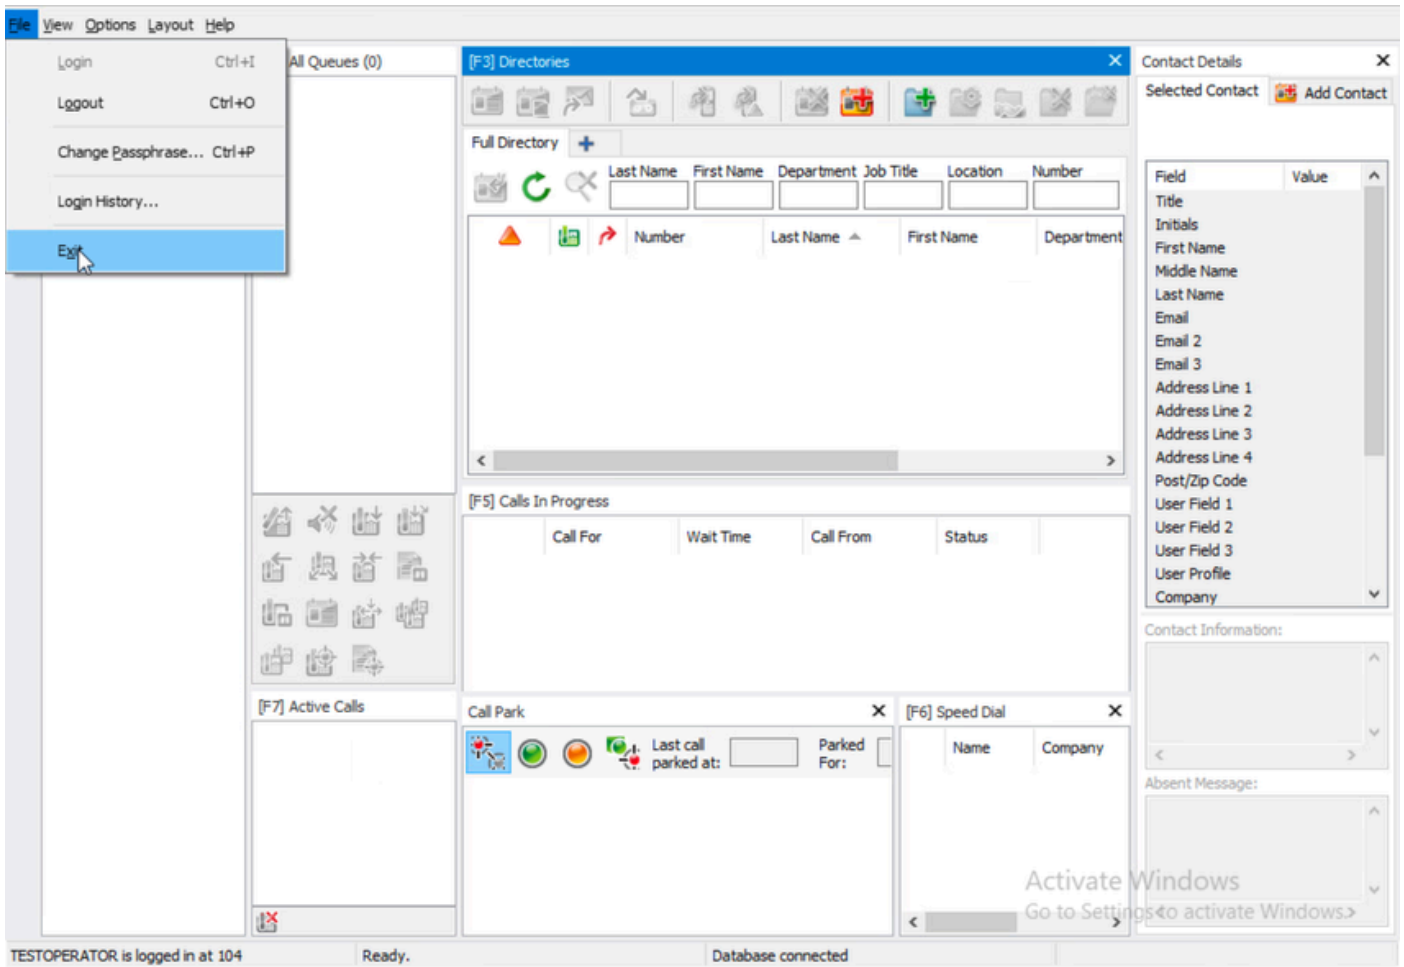 File View Options Layout Help
Login Ctrl+I
Logout Ctrl+O
Change Passphrase... Ctrl+P
Login History...
Exit
All Queues (0)
[F3] Directories
Full Directory
Last Name First Name Department Job Title Location Number
Number Last Name First Name Department
[F5] Calls In Progress
Call For Wait Time Call From Status
[F7] Active Calls
Call Park
Last call
parked at:
Parked
For:
[F6] Speed Dial
Name Company
Contact Details
Selected Contact Add Contact
Field Value
Title
Initials
First Name
Middle Name
Last Name
Email
Email 2
Email 3
Address Line 1
Address Line 2
Address Line 3
Address Line 4
Post/Zip Code
User Field 1
User Field 2
User Field 3
User Profile
Company
Contact Information:
Absent Message:
Activate Windows
Go to Settings to activate Windows.
TESTOPERATOR is logged in at 104 Ready. Database connected